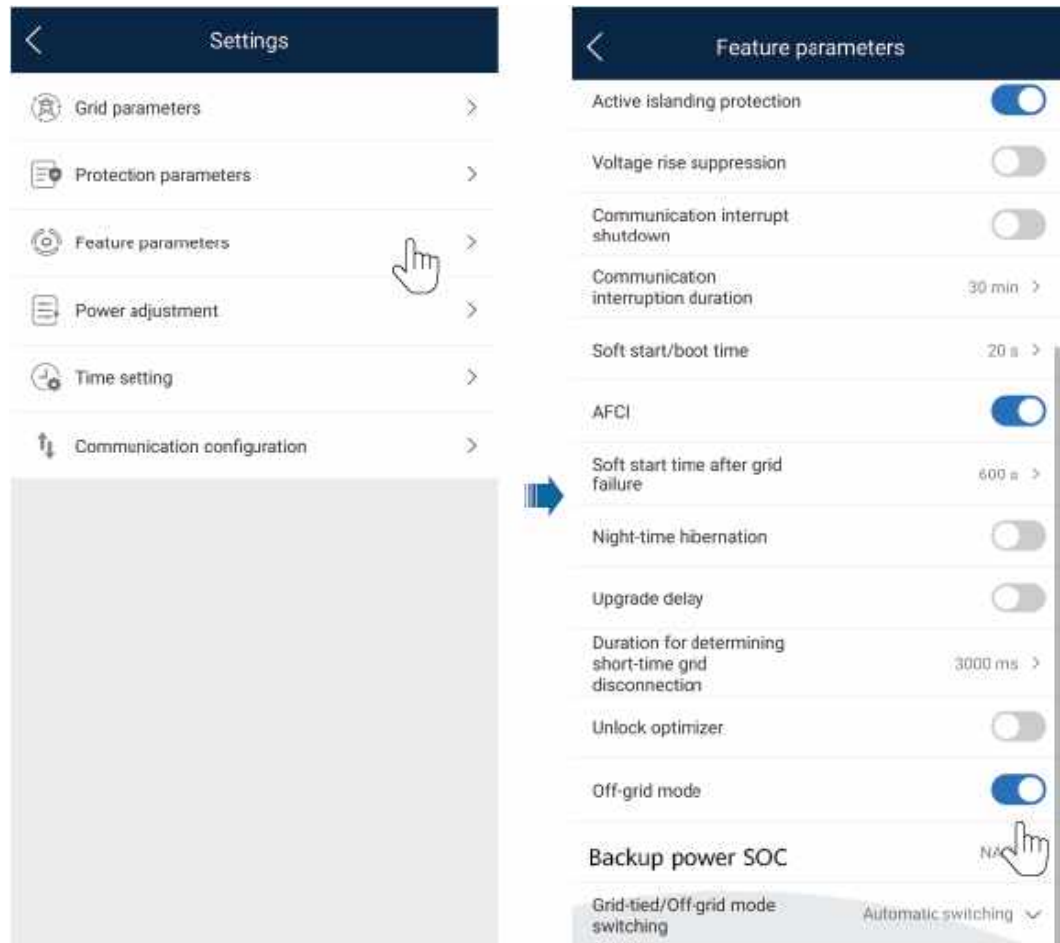 Settings
Grid parameters
Protection parameters
Feature parameters
Power adjustment
Time setting
Communication configuration
Feature parameters
Active islanding protection
Voltage rise suppression
Communication interrupt
shutdown
Communication
interruption duration
30 min
Soft start/boot time
20 s
AFCI
Soft start time after grid
failure
600 s
Night-time hibernation
Upgrade delay
Duration for determining
short-time grid
disconnection
3000 ms
Unlock optimizer
Off-grid mode
Backup power SOC
NA
Grid-tied/Off-grid mode
switching
Automatic switching